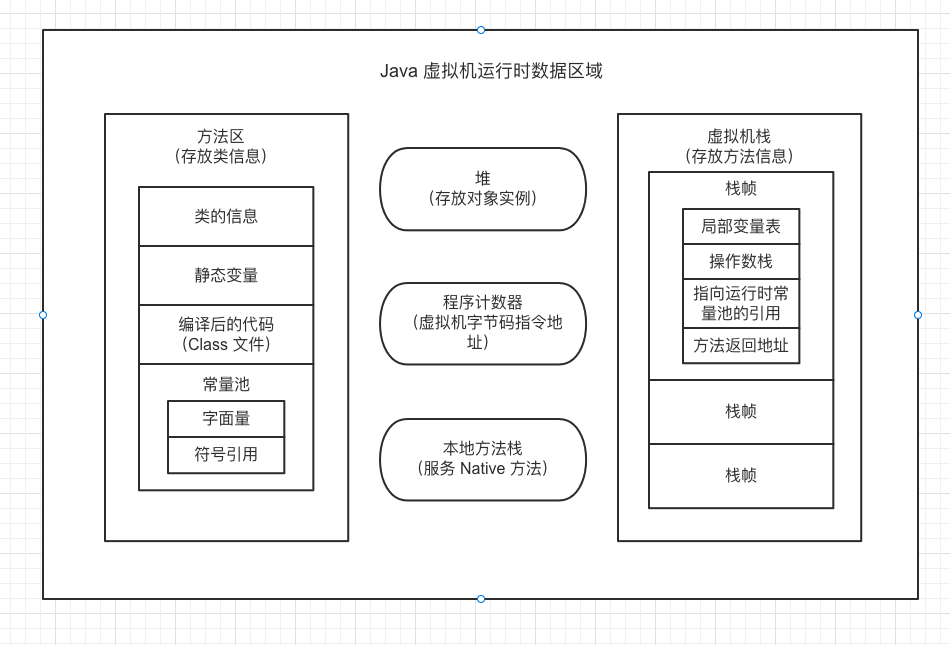 Java 虚拟机运行时数据区域
方法区
(存放类信息)
类的信息
静态变量
编译后的代码
(Class 文件)
常量池
字面量
符号引用
堆
(存放对象实例)
程序计数器
(虚拟机字节码指令地
址)
本地方法栈
(服务 Native 方法)
虚拟机栈
(存放方法信息)
栈帧
局部变量表
操作数栈
指向运行时常
量池的引用
方法返回地址
栈帧
栈帧